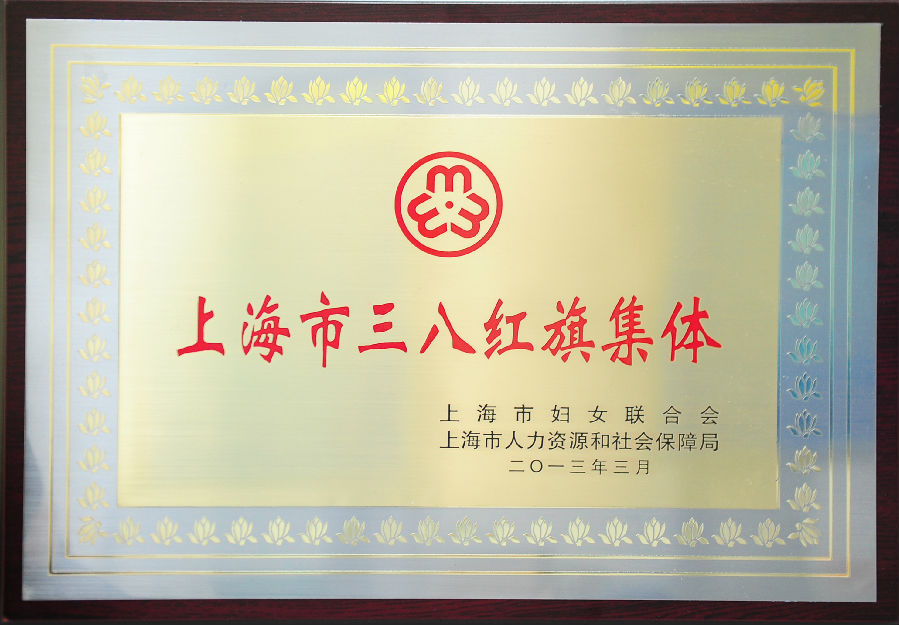 上海市三八红旗集体
上海市妇女联合会
上海市人力资源和社会保障局
二〇一三年三月